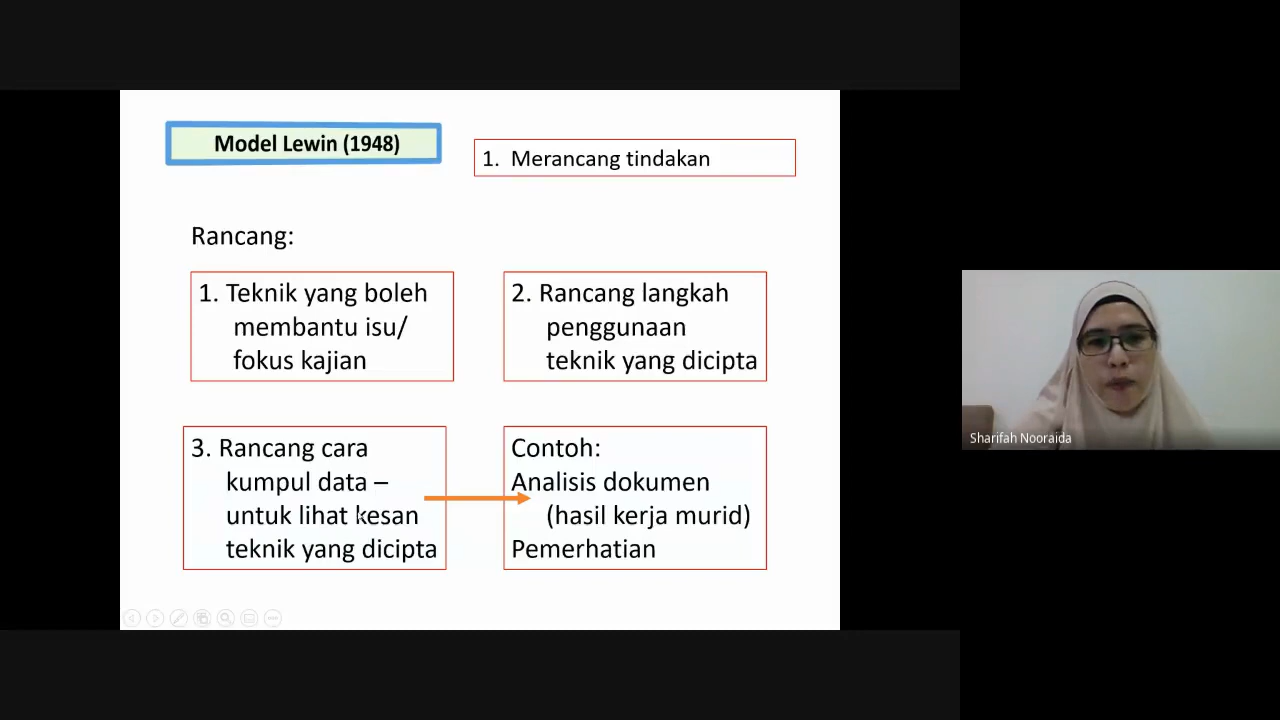 Model Lewin (1948)
1. Merancang tindakan
Rancang:
1. Teknik yang boleh
membantu isu/
fokus kajian
2. Rancang langkah
penggunaan
teknik yang dicipta
3. Rancang cara
kumpul data –
untuk lihat kesan
teknik yang dicipta
Contoh:
Analisis dokumen
(hasil kerja murid)
Pemerhatian
Sharifah Nooraida